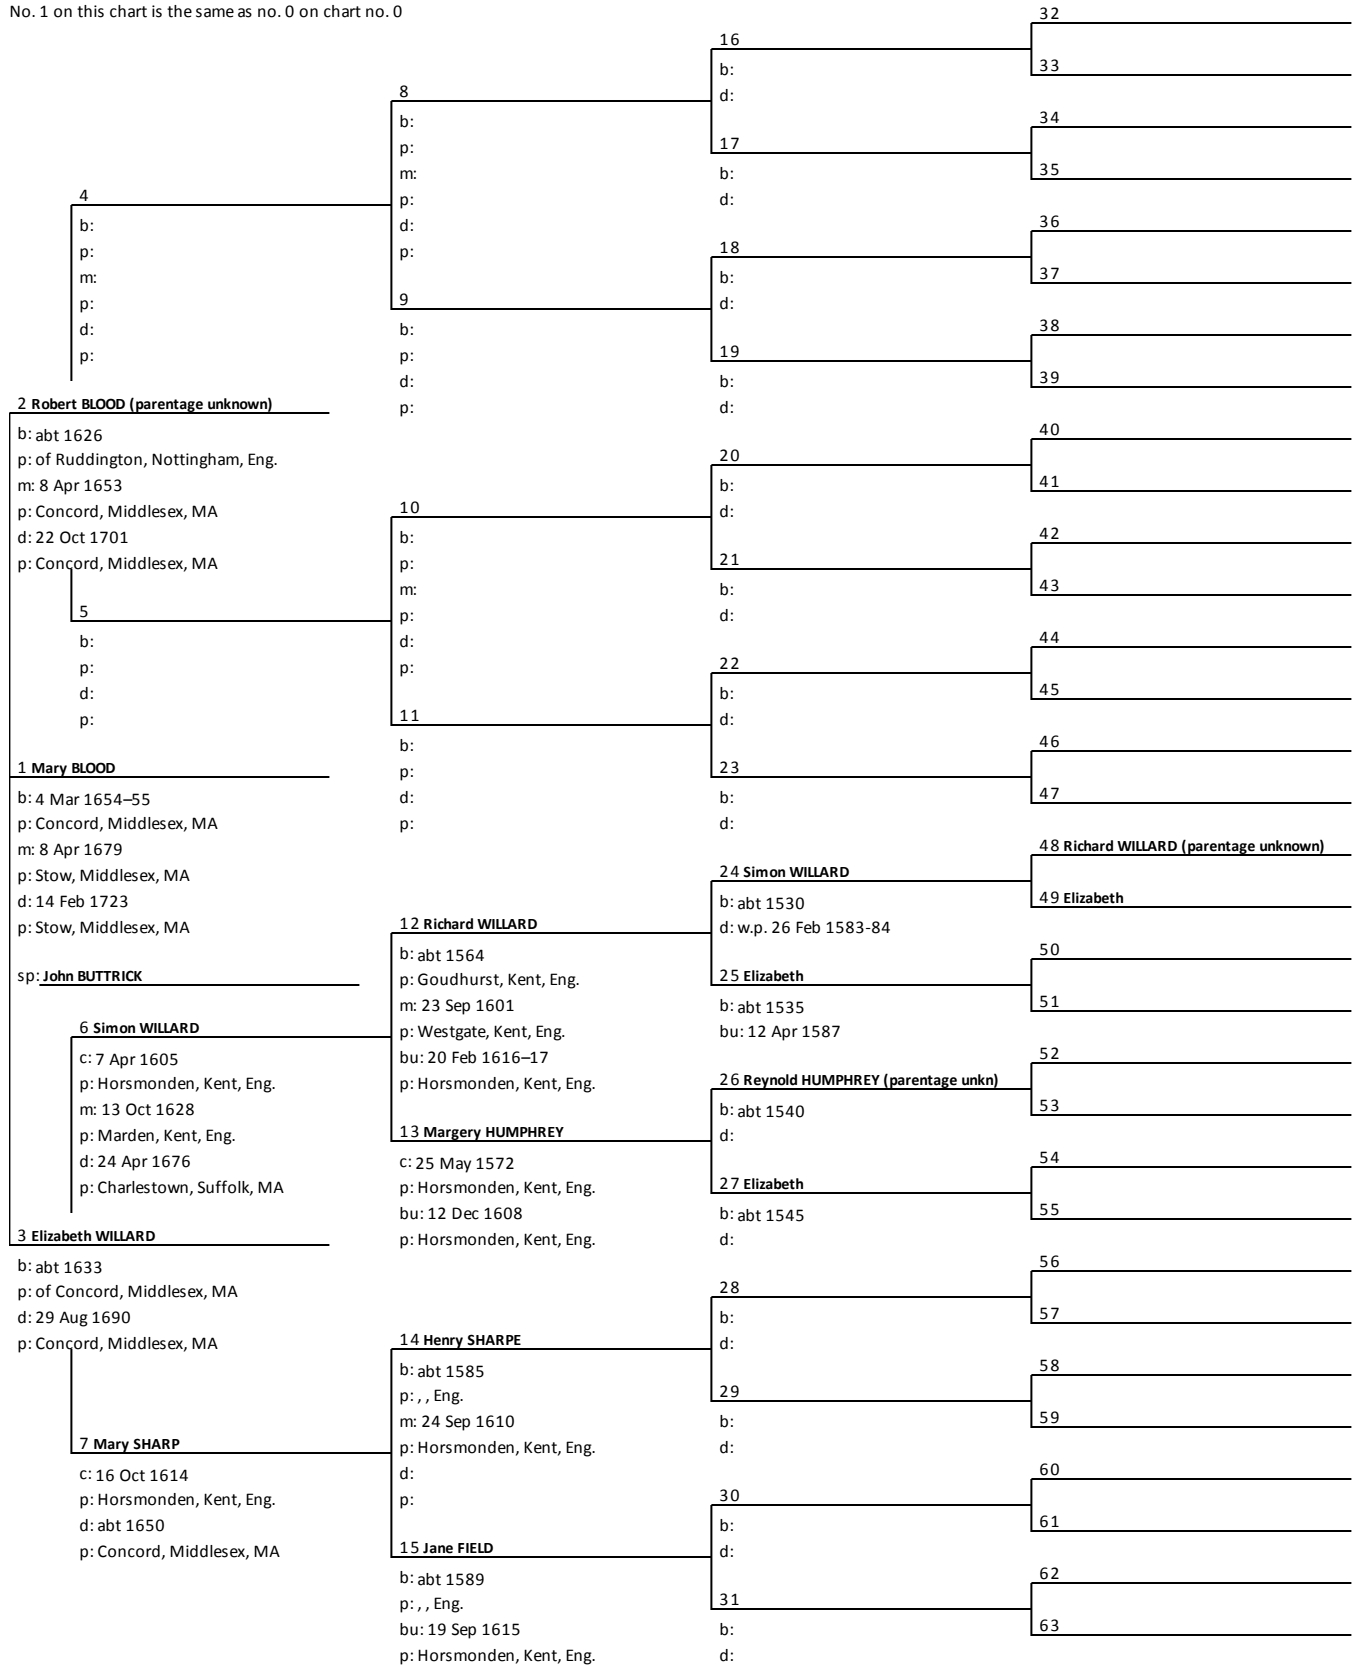 No. 1 on this chart is the same as no. 0 on chart no. 0
4
b:
p:
m:
p:
d:
p:
2 Robert BLOOD (parentage unknown)
b: abt 1626
p: of Ruddington, Nottingham, Eng.
m: 8 Apr 1653
p: Concord, Middlesex, MA
d: 22 Oct 1701
p: Concord, Middlesex, MA
5
b:
p:
d:
p:
1 Mary BLOOD
b: 4 Mar 1654–55
p: Concord, Middlesex, MA
m: 8 Apr 1679
p: Stow, Middlesex, MA
d: 14 Feb 1723
p: Stow, Middlesex, MA
sp: John BUTTRICK
6 Simon WILLARD
c: 7 Apr 1605
p: Horsmonden, Kent, Eng.
m: 13 Oct 1628
p: Marden, Kent, Eng.
d: 24 Apr 1676
p: Charlestown, Suffolk, MA
3 Elizabeth WILLARD
b: abt 1633
p: of Concord, Middlesex, MA
d: 29 Aug 1690
p: Concord, Middlesex, MA
7 Mary SHARP
c: 16 Oct 1614
p: Horsmonden, Kent, Eng.
d: abt 1650
p: Concord, Middlesex, MA
8
b:
p:
m:
p:
d:
p:
9
b:
p:
d:
p:
10
b:
p:
m:
p:
d:
p:
11
b:
p:
d:
p:
12 Richard WILLARD
b: abt 1564
p: Goudhurst, Kent, Eng.
m: 23 Sep 1601
p: Westgate, Kent, Eng.
bu: 20 Feb 1616–17
p: Horsmonden, Kent, Eng.
13 Margery HUMPHREY
c: 25 May 1572
p: Horsmonden, Kent, Eng.
bu: 12 Dec 1608
p: Horsmonden, Kent, Eng.
14 Henry SHARPE
b: abt 1585
p: , , Eng.
m: 24 Sep 1610
p: Horsmonden, Kent, Eng.
d:
p:
15 Jane FIELD
b: abt 1589
p: , , Eng.
bu: 19 Sep 1615
p: Horsmonden, Kent, Eng.
16
b:
d:
17
b:
d:
18
b:
d:
19
b:
d:
20
b:
d:
21
b:
d:
22
b:
d:
23
b:
d:
24 Simon WILLARD
b: abt 1530
d: w.p. 26 Feb 1583-84
25 Elizabeth
b: abt 1535
bu: 12 Apr 1587
26 Reynold HUMPHREY (parentage unkn)
b: abt 1540
d:
27 Elizabeth
b: abt 1545
d:
28
b:
d:
29
b:
d:
30
b:
d:
31
b:
d:
32
33
34
35
36
37
38
39
40
41
42
43
44
45
46
47
48 Richard WILLARD (parentage unknown)
49 Elizabeth
50
51
52
53
54
55
56
57
58
59
60
61
62
63